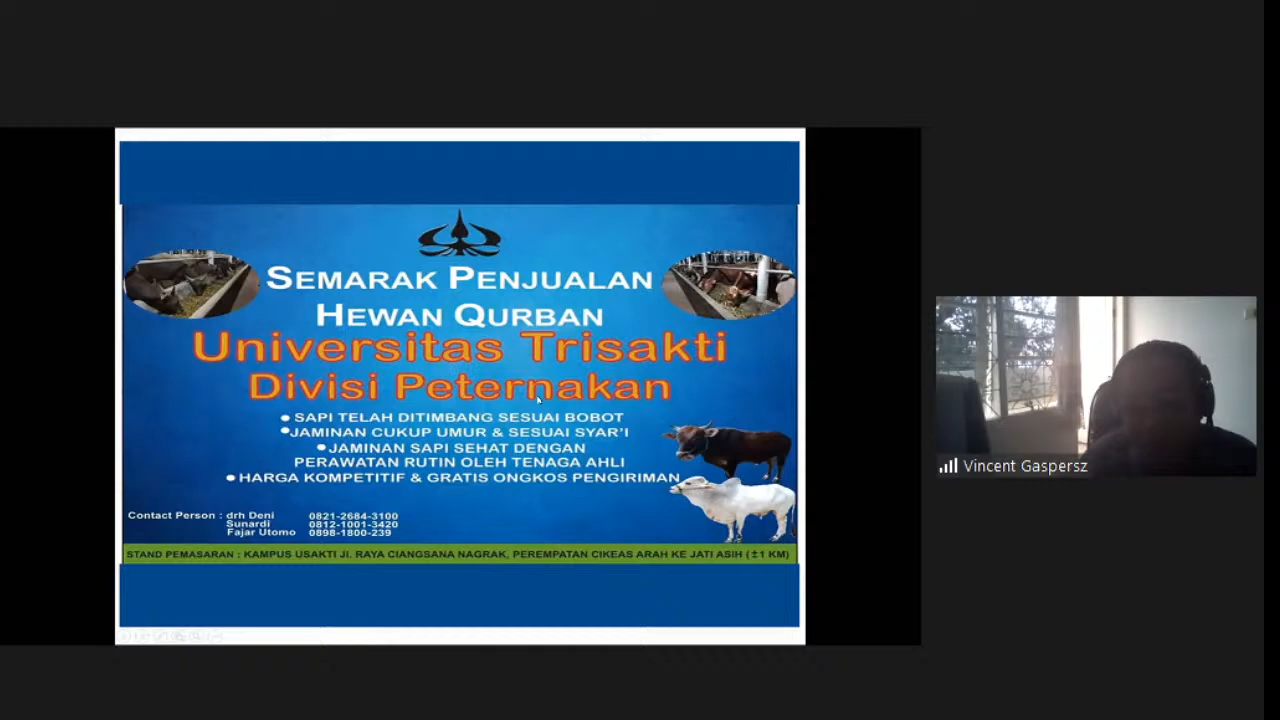 SEMARAK PENJUALAN
HEWAN QURBAN
Universitas Trisakti
Divisi Peternakan
● SAPI TELAH DITIMBANG SESUAI BOBOT
● JAMINAN CUKUP UMUR & SESUAI SYAR'I
● JAMINAN SAPI SEHAT DENGAN
PERAWATAN RUTIN OLEH TENAGA AHLI
● HARGA KOMPETITIF & GRATIS ONGKOS PENGIRIMAN
Contact Person : drh Deni 0821-2684-3100
Sunardi 0812-1001-3420
Fajar Utomo 0898-1800-239
STAND PEMASARAN : KAMPUS USAKTI Jl. RAYA CIANGSANA NAGRAK, PEREMPATAN CIKEAS ARAH KE JATI ASIH (±1 KM)
Vincent Gaspersz